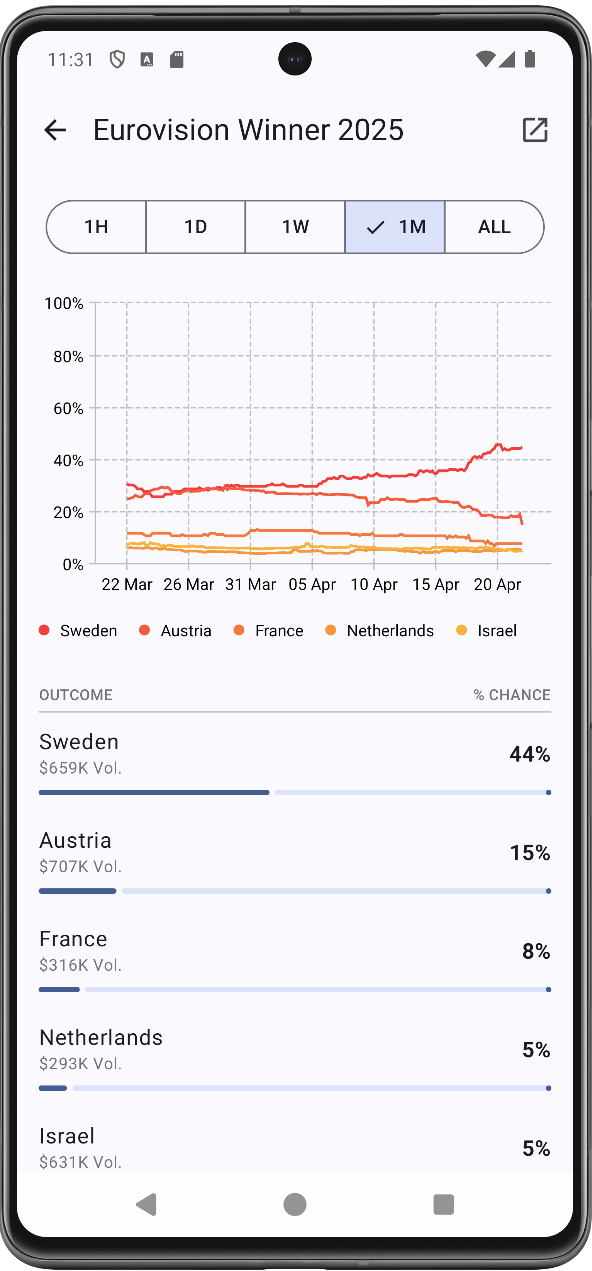 11:31
A
Eurovision Winner 2025
1H 1D 1W 1M ALL
100%
80%
60%
40%
20%
0%
22 Mar 26 Mar 31 Mar 05 Apr 10 Apr 15 Apr 20 Apr
Sweden Austria France Netherlands Israel
OUTCOME % CHANCE
Sweden 44%
$659K Vol.
Austria 15%
$707K Vol.
France 8%
$316K Vol.
Netherlands 5%
$293K Vol.
Israel 5%
$631K Vol.